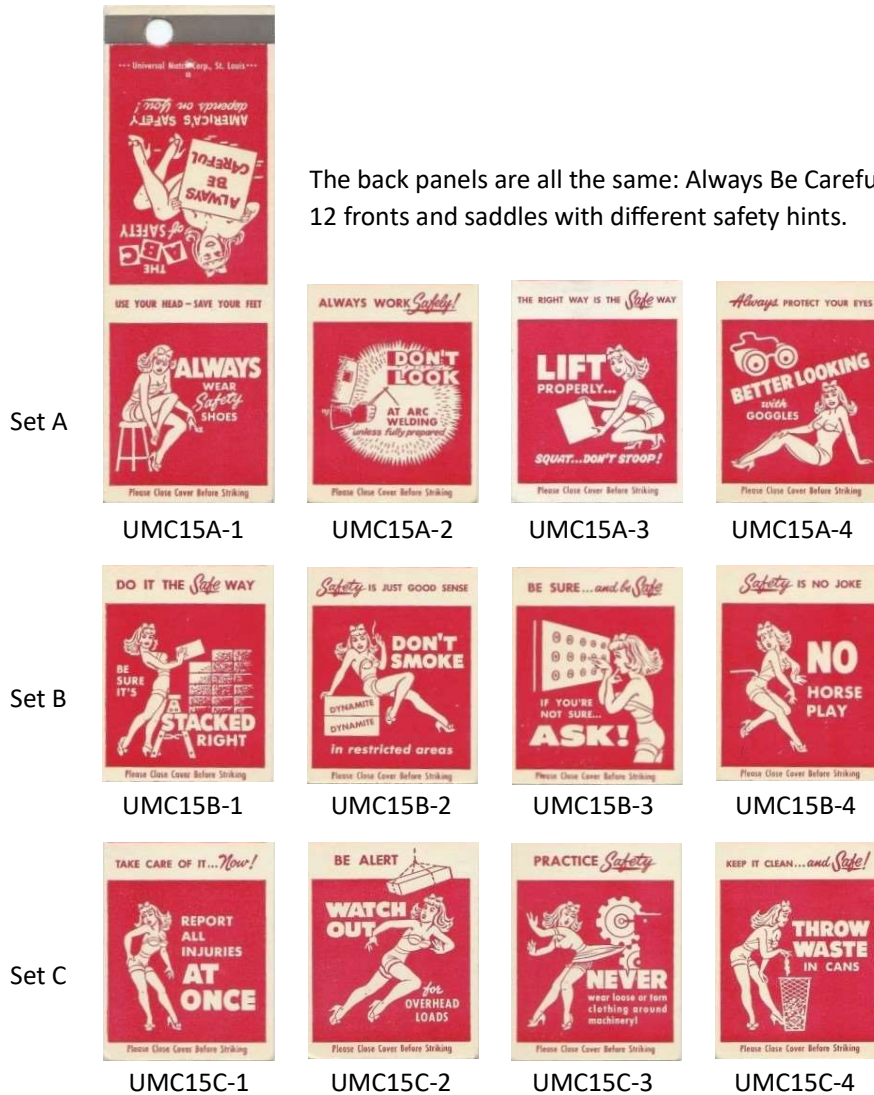 --- Universal Match Corp., St. Louis ---
AMERICA'S SAFETY
depends on You!
ALWAYS
BE
CAREFUL
THE
ABC
of SAFETY
The back panels are all the same: Always Be Carefu
12 fronts and saddles with different safety hints.
USE YOUR HEAD – SAVE YOUR FEET
ALWAYS
WEAR
Safety
SHOES
Please Close Cover Before Striking
ALWAYS WORK Safely!
DON'T
LOOK
AT ARC
WELDING
unless fully prepared
Please Close Cover Before Striking
THE RIGHT WAY IS THE Safe WAY
LIFT
PROPERLY...
SQUAT...DON'T STOOP!
Please Close Cover Before Striking
Always PROTECT YOUR EYES
BETTER LOOKING
with
GOGGLES
Please Close Cover Before Striking
Set A
UMC15A-1
UMC15A-2
UMC15A-3
UMC15A-4
DO IT THE Safe WAY
BE
SURE
IT'S
STACKED
RIGHT
Please Close Cover Before Striking
Safety IS JUST GOOD SENSE
DON'T
SMOKE
DYNAMITE
DYNAMITE
in restricted areas
Please Close Cover Before Striking
BE SURE...and be Safe
IF YOU'RE
NOT SURE...
ASK!
Please Close Cover Before Striking
Safety IS NO JOKE
NO
HORSE
PLAY
Please Close Cover Before Striking
Set B
UMC15B-1
UMC15B-2
UMC15B-3
UMC15B-4
TAKE CARE OF IT...Now!
REPORT
ALL
INJURIES
AT
ONCE
Please Close Cover Before Striking
BE ALERT
WATCH
OUT
for
OVERHEAD
LOADS
Please Close Cover Before Striking
PRACTICE Safety
NEVER
wear loose or torn
clothing around
machinery!
Please Close Cover Before Striking
KEEP IT CLEAN...and Safe!
THROW
WASTE
IN CANS
Please Close Cover Before Striking
Set C
UMC15C-1
UMC15C-2
UMC15C-3
UMC15C-4